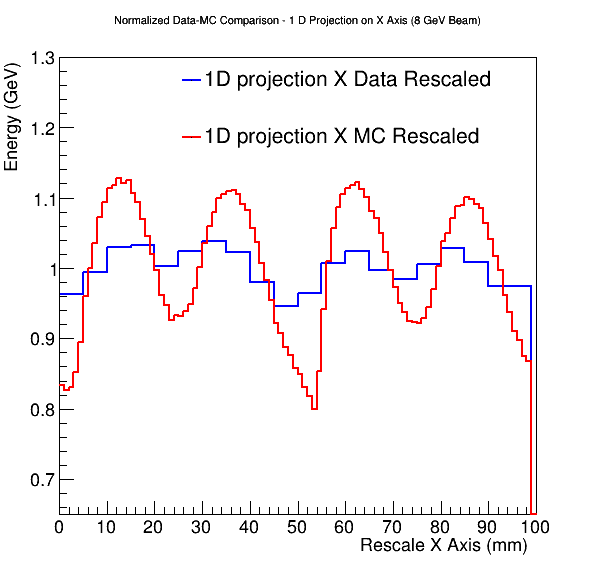 Normalized Data-MC Comparison - 1 D Projection on X Axis (8 GeV Beam)
Energy (GeV)
1D projection X Data Rescaled
1D projection X MC Rescaled
1.3
1.2
1.1
1
0.9
0.8
0.7
0 10 20 30 40 50 60 70 80 90 100
Rescale X Axis (mm)